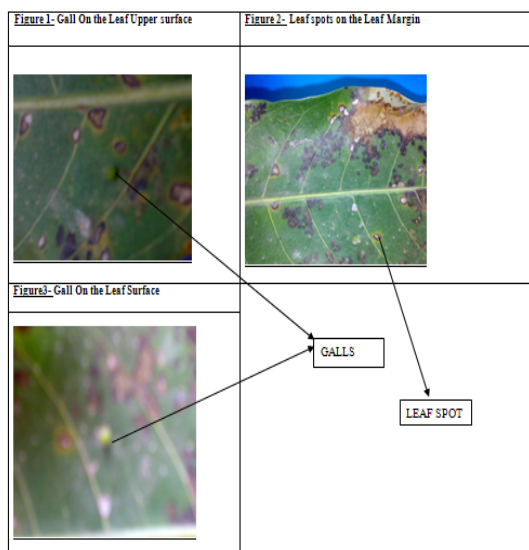 Figure 1- Gall On the Leaf Upper surface
Figure 2- Leaf spots on the Leaf Margin
Figure3- Gall On the Leaf Surface
GALLS
LEAF SPOT